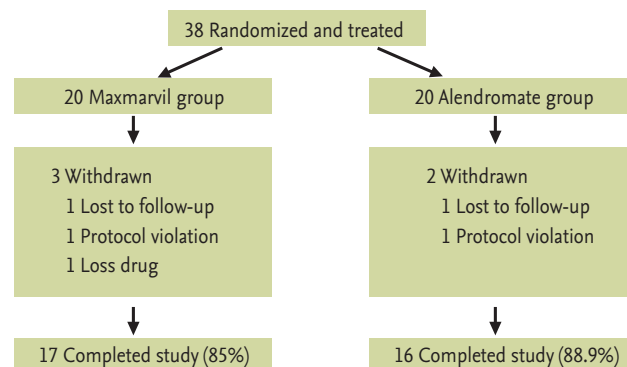 38 Randomized and treated
20 Maxmarvil group
3 Withdrawn
1 Lost to follow-up
1 Protocol violation
1 Loss drug
17 Completed study (85%)
20 Alendromate group
2 Withdrawn
1 Lost to follow-up
1 Protocol violation
16 Completed study (88.9%)